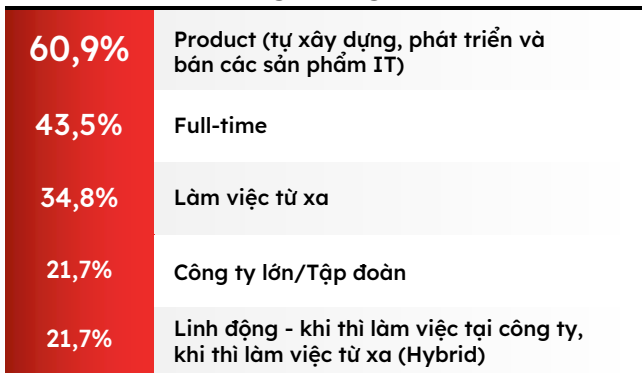 60,9%
Product (tự xây dựng, phát triển và
bán các sản phẩm IT)
43,5%
Full-time
34,8%
Làm việc từ xa
21,7%
Công ty lớn/Tập đoàn
21,7%
Linh động - khi thì làm việc tại công ty,
khi thì làm việc từ xa (Hybrid)